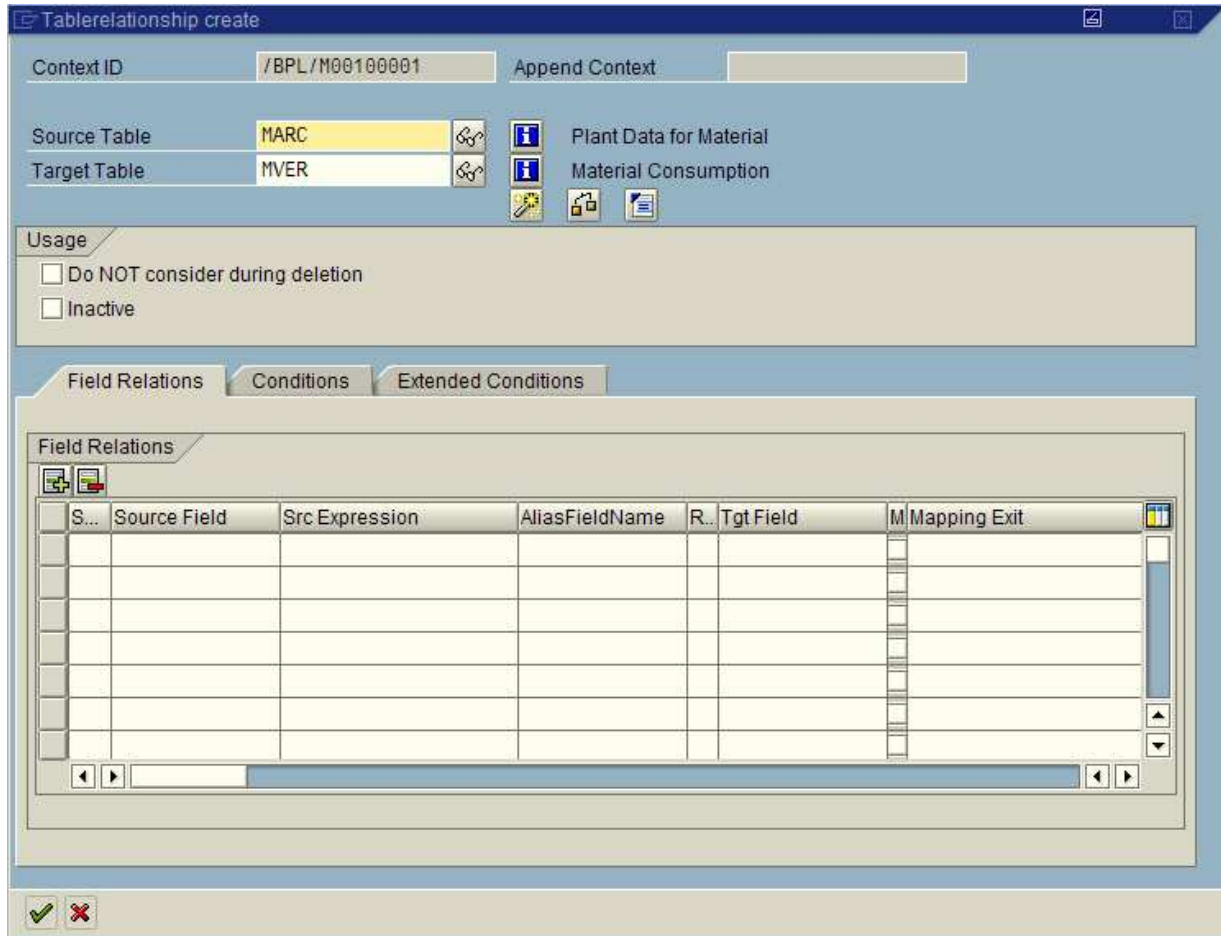 Tablerelationship create
Context ID /BPL/M00100001 Append Context
Source Table MARC Plant Data for Material
Target Table MVER Material Consumption
Usage
Do NOT consider during deletion
Inactive
Field Relations Conditions Extended Conditions
Field Relations
S... Source Field Src Expression AliasFieldName R.. Tgt Field M Mapping Exit